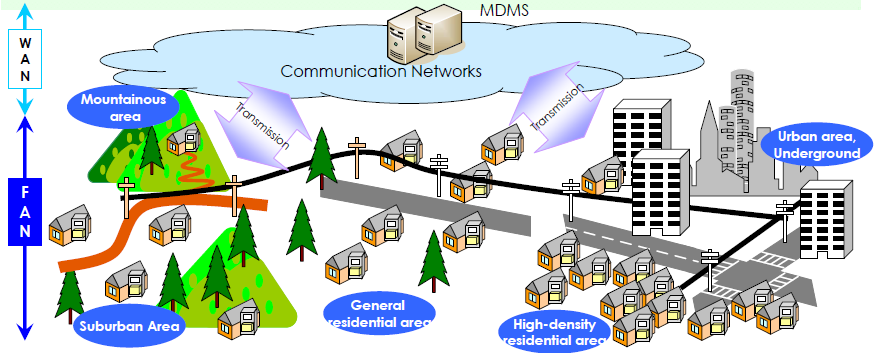 MDMS
W
A
N
Communication Networks
Mountainous
area
Transmission
Transmission
Urban area,
Underground
F
A
N
General
residential area
Suburban Area
High-density
residential area